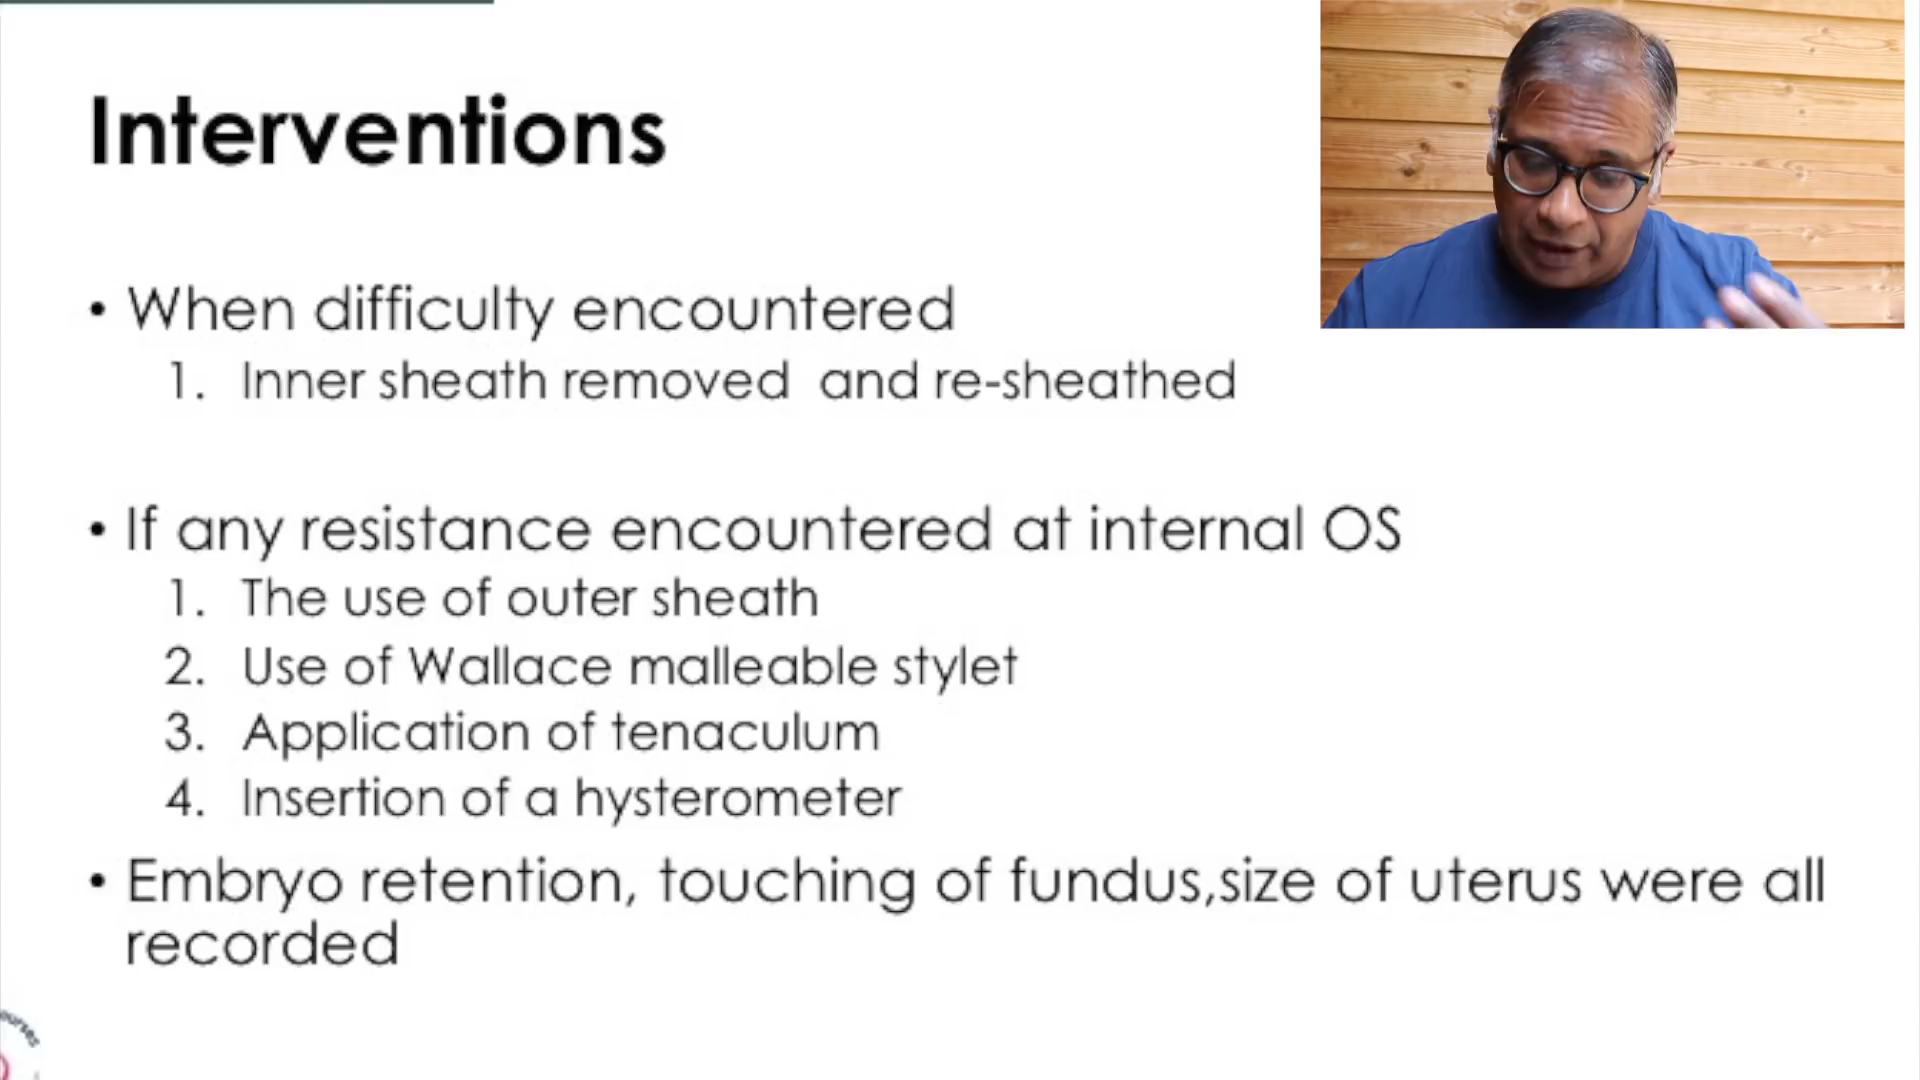 Interventions
• When difficulty encountered
1. Inner sheath removed and re-sheathed
• If any resistance encountered at internal OS
1. The use of outer sheath
2. Use of Wallace malleable stylet
3. Application of tenaculum
4. Insertion of a hysterometer
• Embryo retention, touching of fundus,size of uterus were all
recorded